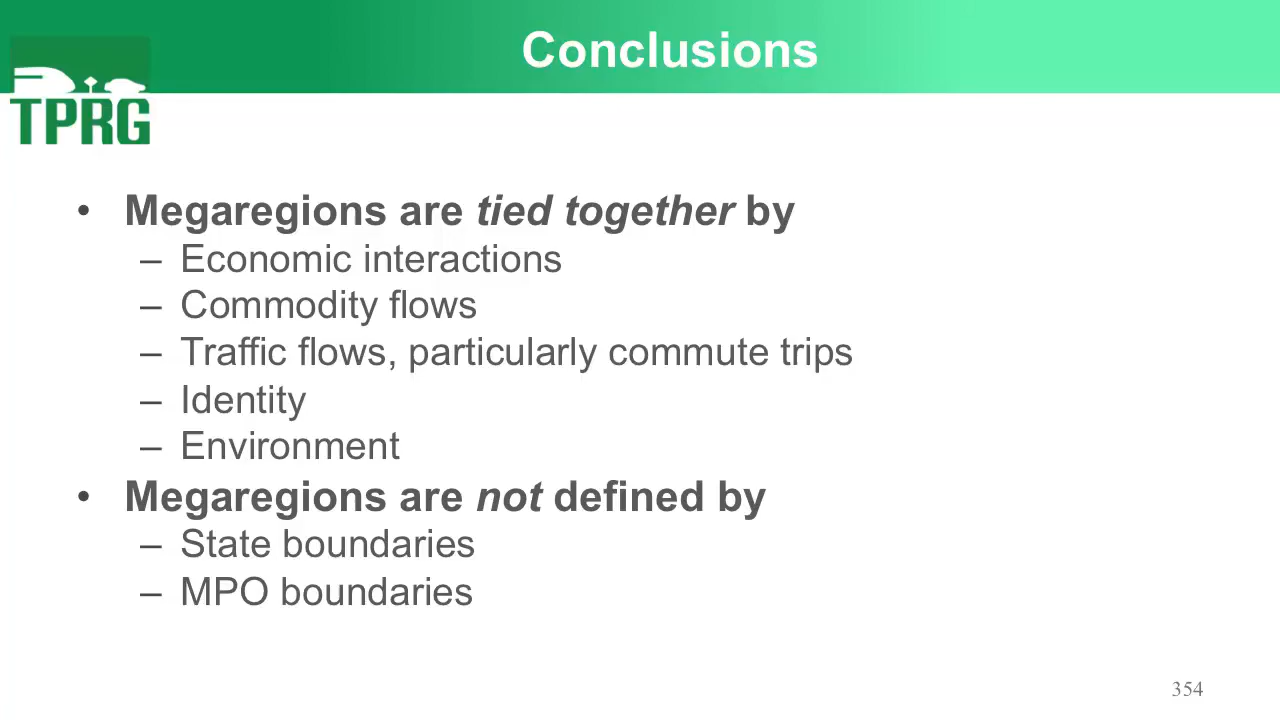 Conclusions
TPRG
• Megaregions are tied together by
– Economic interactions
– Commodity flows
– Traffic flows, particularly commute trips
– Identity
– Environment
• Megaregions are not defined by
– State boundaries
– MPO boundaries
354